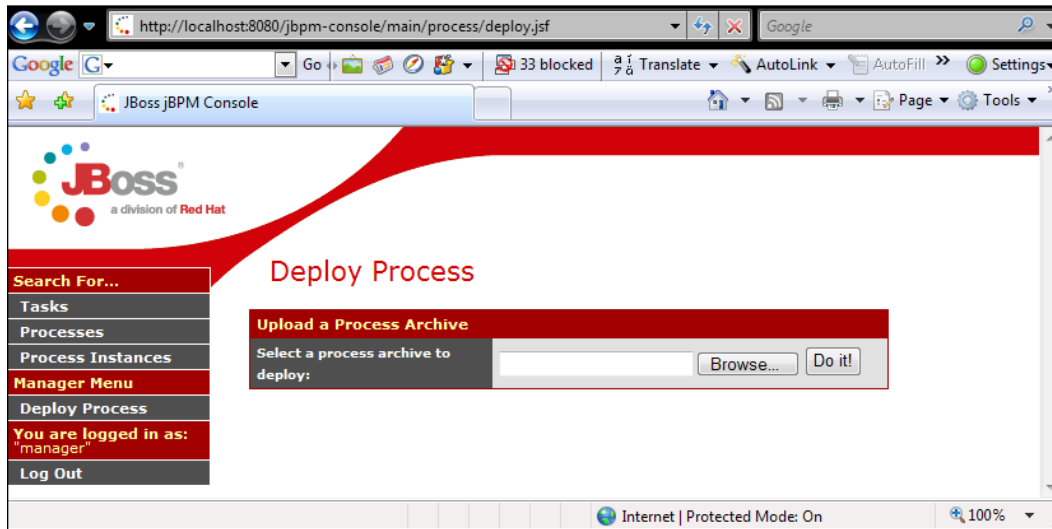 http://localhost:8080/jbpm-console/main/process/deploy.jsf Google
Google G Go 33 blocked Translate AutoLink AutoFill Settings
JBoss jBPM Console Page Tools
JBoss®
a division of Red Hat
Deploy Process
Search For...
Tasks
Processes
Process Instances
Manager Menu
Deploy Process
You are logged in as:
"manager"
Log Out
Upload a Process Archive
Select a process archive to
deploy:
Browse... Do it!
Internet | Protected Mode: On 100%